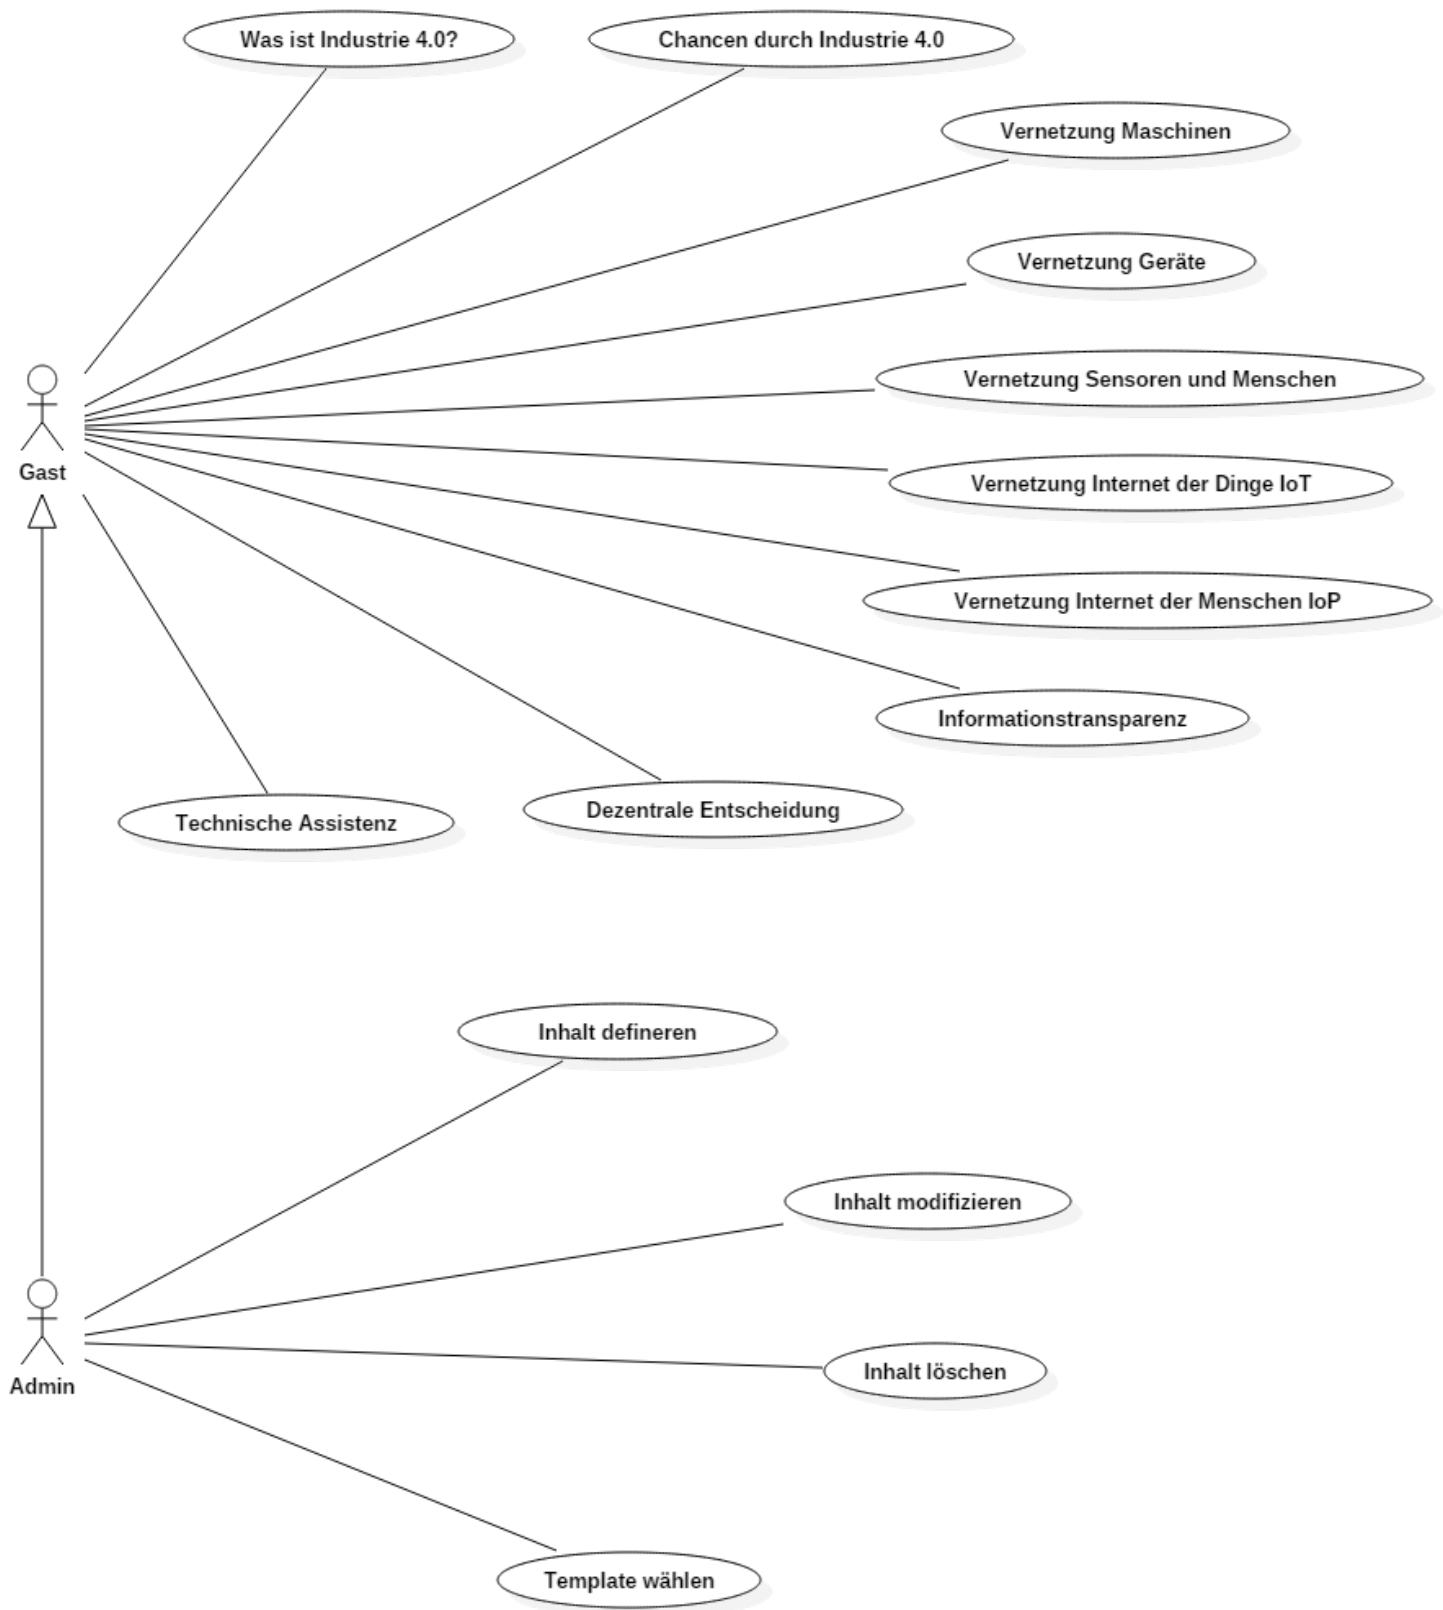 Was ist Industrie 4.0?
Chancen durch Industrie 4.0
Vernetzung Maschinen
Vernetzung Geräte
Vernetzung Sensoren und Menschen
Gast
Vernetzung Internet der Dinge IoT
Vernetzung Internet der Menschen IoP
Informationstransparenz
Dezentrale Entscheidung
Technische Assistenz
Inhalt defineren
Inhalt modifizieren
Inhalt löschen
Admin
Template wählen